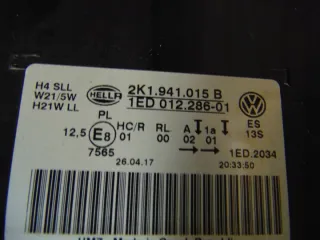 H4 SLL
W21/5W
H21W LL
HELLA
2K1.941.015 B
1ED 012.286-01
PL
ES
13S
12,5 E8 HC/R RL A 1a
01 00 02 01
7565
1ED.2034
26.04.17
20:33:50